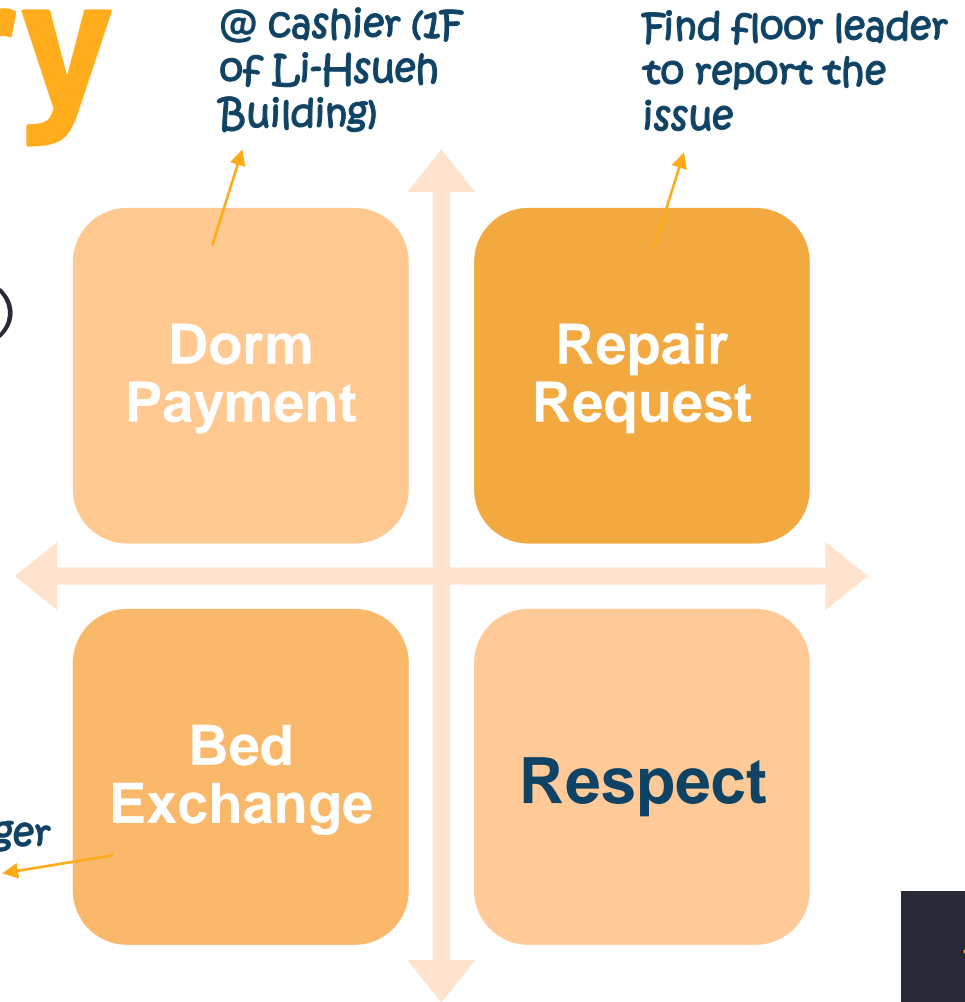 @ cashier (1F
of Li-Hsueh
Building)
Find floor leader
to report the
issue
Dorm
Payment
Repair
Request
Bed
Exchange
Respect